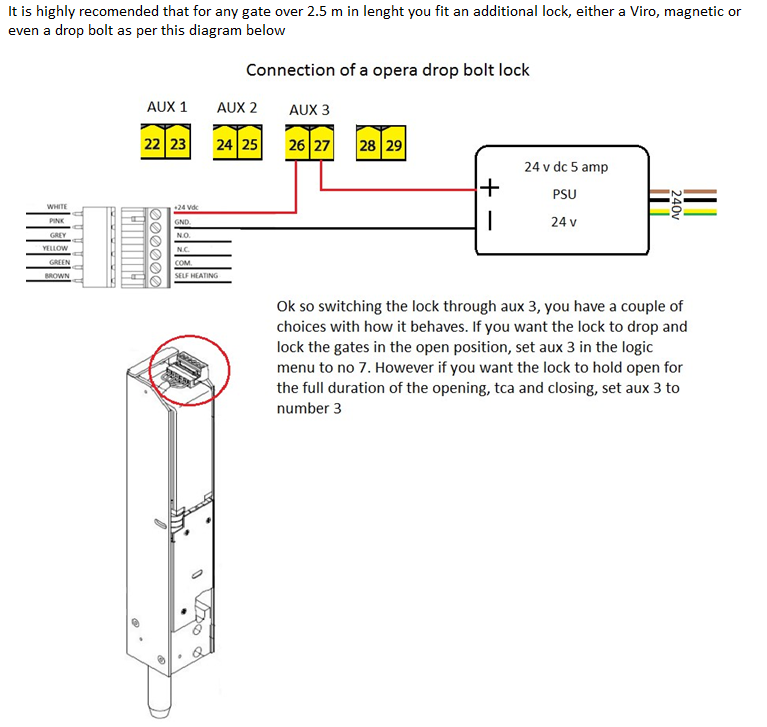 It is highly recomended that for any gate over 2.5 m in lenght you fit an additional lock, either a Viro, magnetic or
even a drop bolt as per this diagram below
Connection of a opera drop bolt lock
AUX 1 AUX 2 AUX 3
22 23 24 25 26 27 28 29
24 v dc 5 amp
PSU
24 v
+
-
240v
WHITE
PINK
GREY
YELLOW
GREEN
BROWN
+24 Vdc
GND.
N.O.
N.C.
COM.
SELF HEATING
Ok so switching the lock through aux 3, you have a couple of
choices with how it behaves. If you want the lock to drop and
lock the gates in the open position, set aux 3 in the logic
menu to no 7. However if you want the lock to hold open for
the full duration of the opening, tca and closing, set aux 3 to
number 3